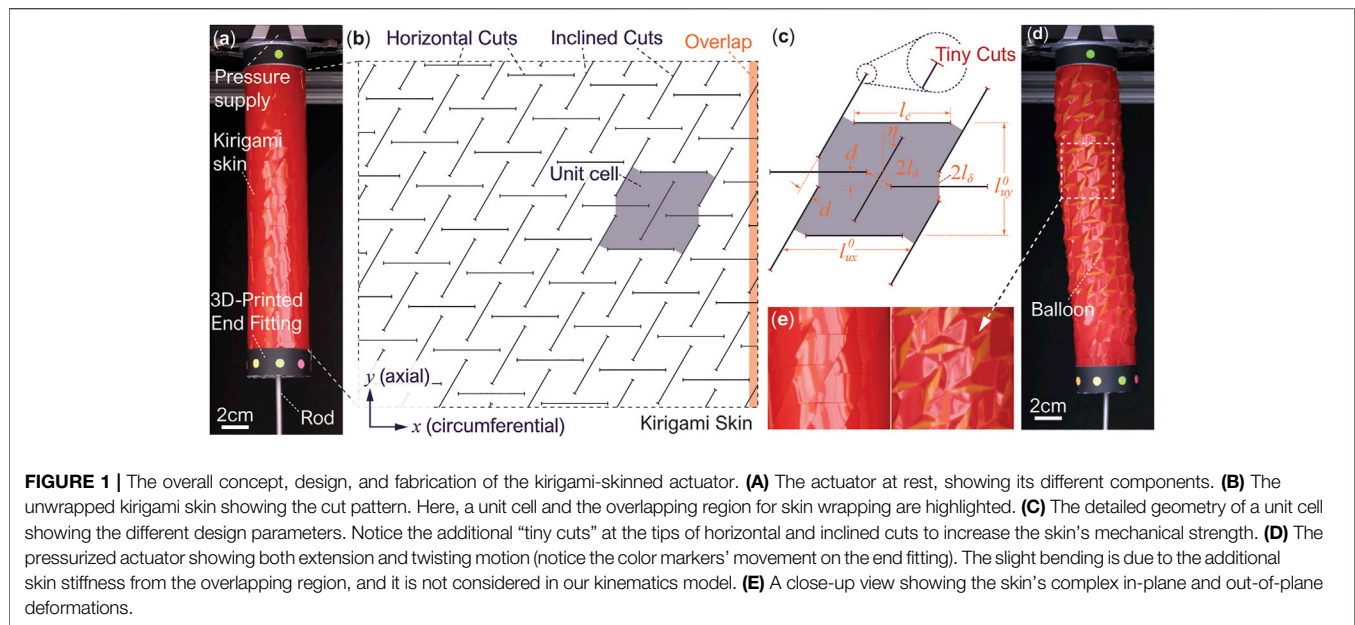 (a)
Pressure
supply
Kirigami
skin
3D-Printed
End Fitting
2cm
Rod
(b)
Horizontal Cuts
Inclined Cuts
Overlap
Unit cell
y (axial)
x (circumferential)
Kirigami Skin
(c)
Tiny Cuts
l_c
η
d
2l_δ
2l_δ
l_uy^0
d
l_ux^0
(d)
Balloon
2cm
(e)
FIGURE 1 | The overall concept, design, and fabrication of the kirigami-skinned actuator. (A) The actuator at rest, showing its different components. (B) The
unwrapped kirigami skin showing the cut pattern. Here, a unit cell and the overlapping region for skin wrapping are highlighted. (C) The detailed geometry of a unit cell
showing the different design parameters. Notice the additional “tiny cuts” at the tips of horizontal and inclined cuts to increase the skin’s mechanical strength. (D) The
pressurized actuator showing both extension and twisting motion (notice the color markers’ movement on the end fitting). The slight bending is due to the additional
skin stiffness from the overlapping region, and it is not considered in our kinematics model. (E) A close-up view showing the skin’s complex in-plane and out-of-plane
deformations.